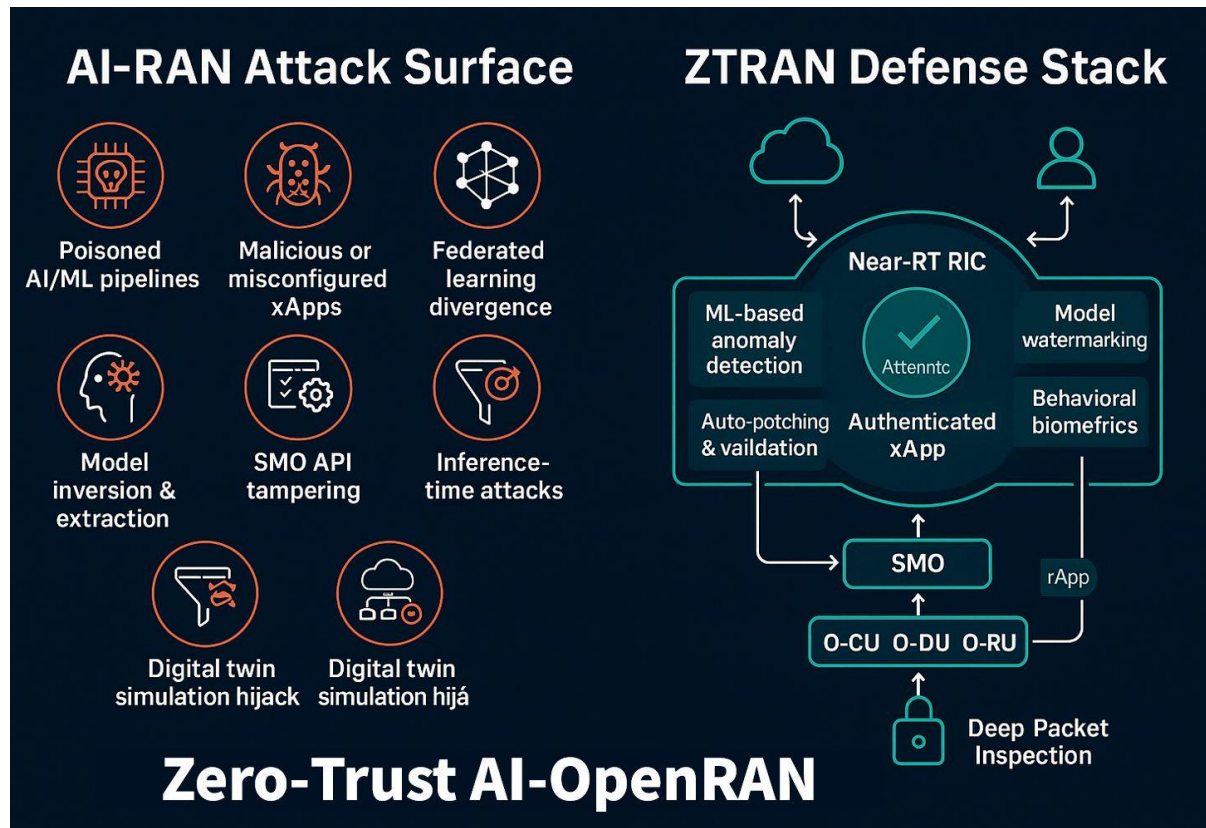 AI-RAN Attack Surface
Poisoned
AI/ML pipelines
Malicious or
misconfigured
xApps
Federated
learning
divergence
Model
inversion &
extraction
SMO API
tampering
Inference-
time attacks
Digital twin
simulation hijack
Digital twin
simulation hijá
ZTRAN Defense Stack
Near-RT RIC
ML-based
anomaly
detection
Attenntc
Model
watermarking
Auto-potching
& vaildation
Authenticated
xApp
Behavioral
biomefrics
SMO
rApp
O-CU O-DU O-RU
Deep Packet
Inspection
Zero-Trust AI-OpenRAN